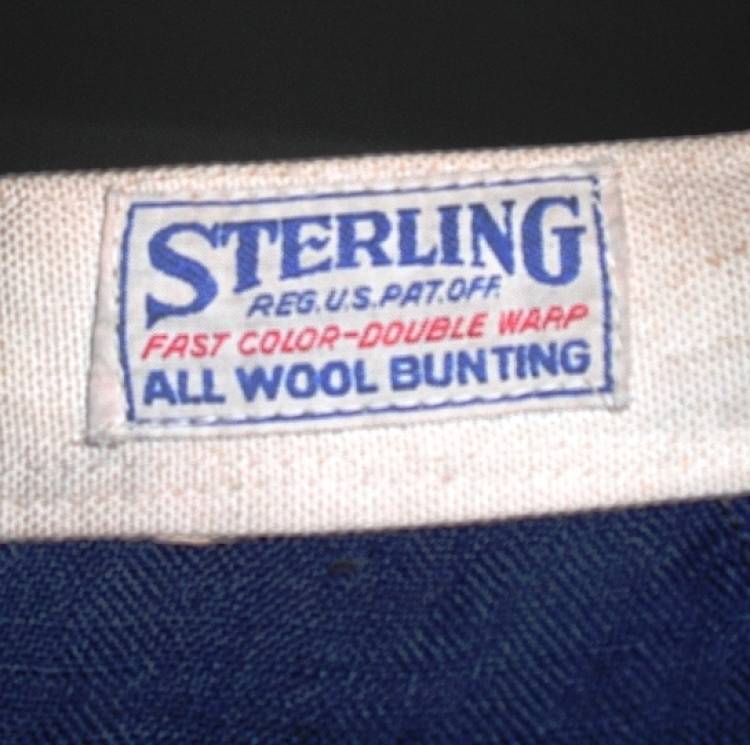 STERLING
REG.U.S.PAT.OFF.
FAST COLOR-DOUBLE WARP
ALL WOOL BUNTING